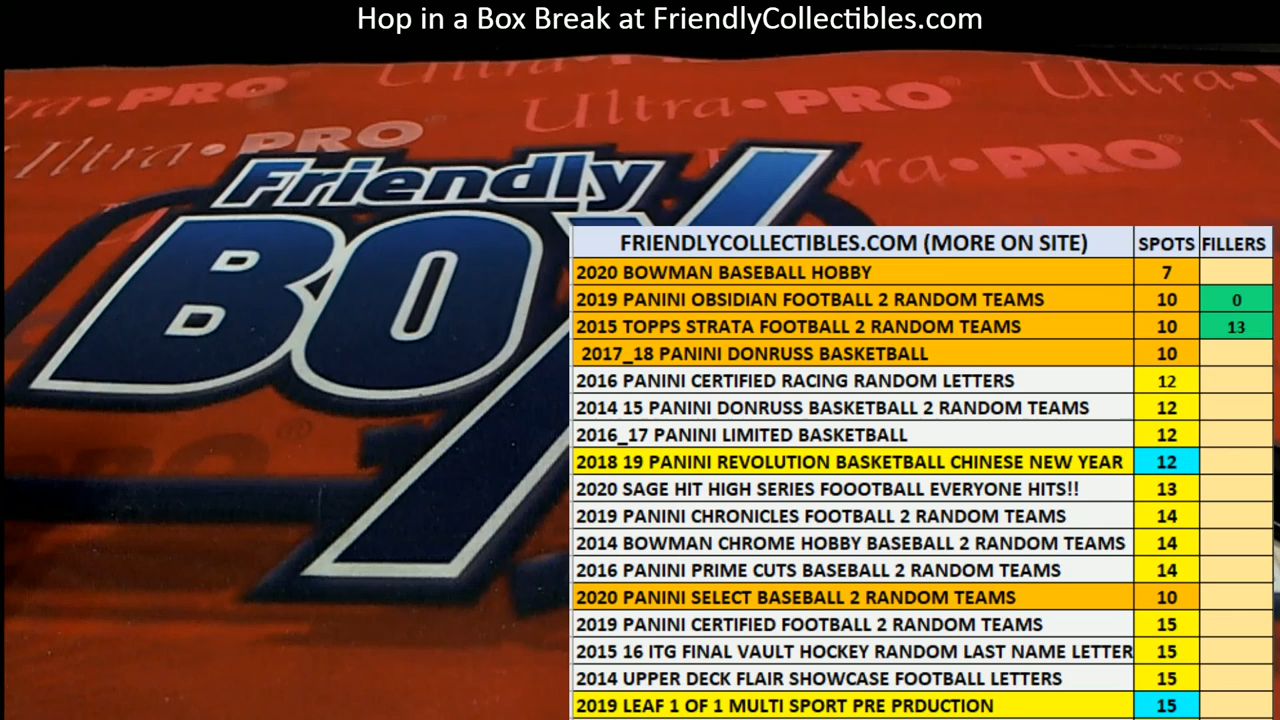 Hop in a Box Break at FriendlyCollectibles.com
Ultra • PRO
Ultra • PRO
Ultra • PRO
Ultra • PRO
Friendly
BOX
FRIENDLYCOLLECTIBLES.COM (MORE ON SITE) SPOTS FILLERS
2020 BOWMAN BASEBALL HOBBY 7
2019 PANINI OBSIDIAN FOOTBALL 2 RANDOM TEAMS 10 0
2015 TOPPS STRATA FOOTBALL 2 RANDOM TEAMS 10 13
2017_18 PANINI DONRUSS BASKETBALL 10
2016 PANINI CERTIFIED RACING RANDOM LETTERS 12
2014 15 PANINI DONRUSS BASKETBALL 2 RANDOM TEAMS 12
2016_17 PANINI LIMITED BASKETBALL 12
2018 19 PANINI REVOLUTION BASKETBALL CHINESE NEW YEAR 12
2020 SAGE HIT HIGH SERIES FOOOTBALL EVERYONE HITS!! 13
2019 PANINI CHRONICLES FOOTBALL 2 RANDOM TEAMS 14
2014 BOWMAN CHROME HOBBY BASEBALL 2 RANDOM TEAMS 14
2016 PANINI PRIME CUTS BASEBALL 2 RANDOM TEAMS 14
2020 PANINI SELECT BASEBALL 2 RANDOM TEAMS 10
2019 PANINI CERTIFIED FOOTBALL 2 RANDOM TEAMS 15
2015 16 ITG FINAL VAULT HOCKEY RANDOM LAST NAME LETTER 15
2014 UPPER DECK FLAIR SHOWCASE FOOTBALL LETTERS 15
2019 LEAF 1 OF 1 MULTI SPORT PRE PRDUCTION 15